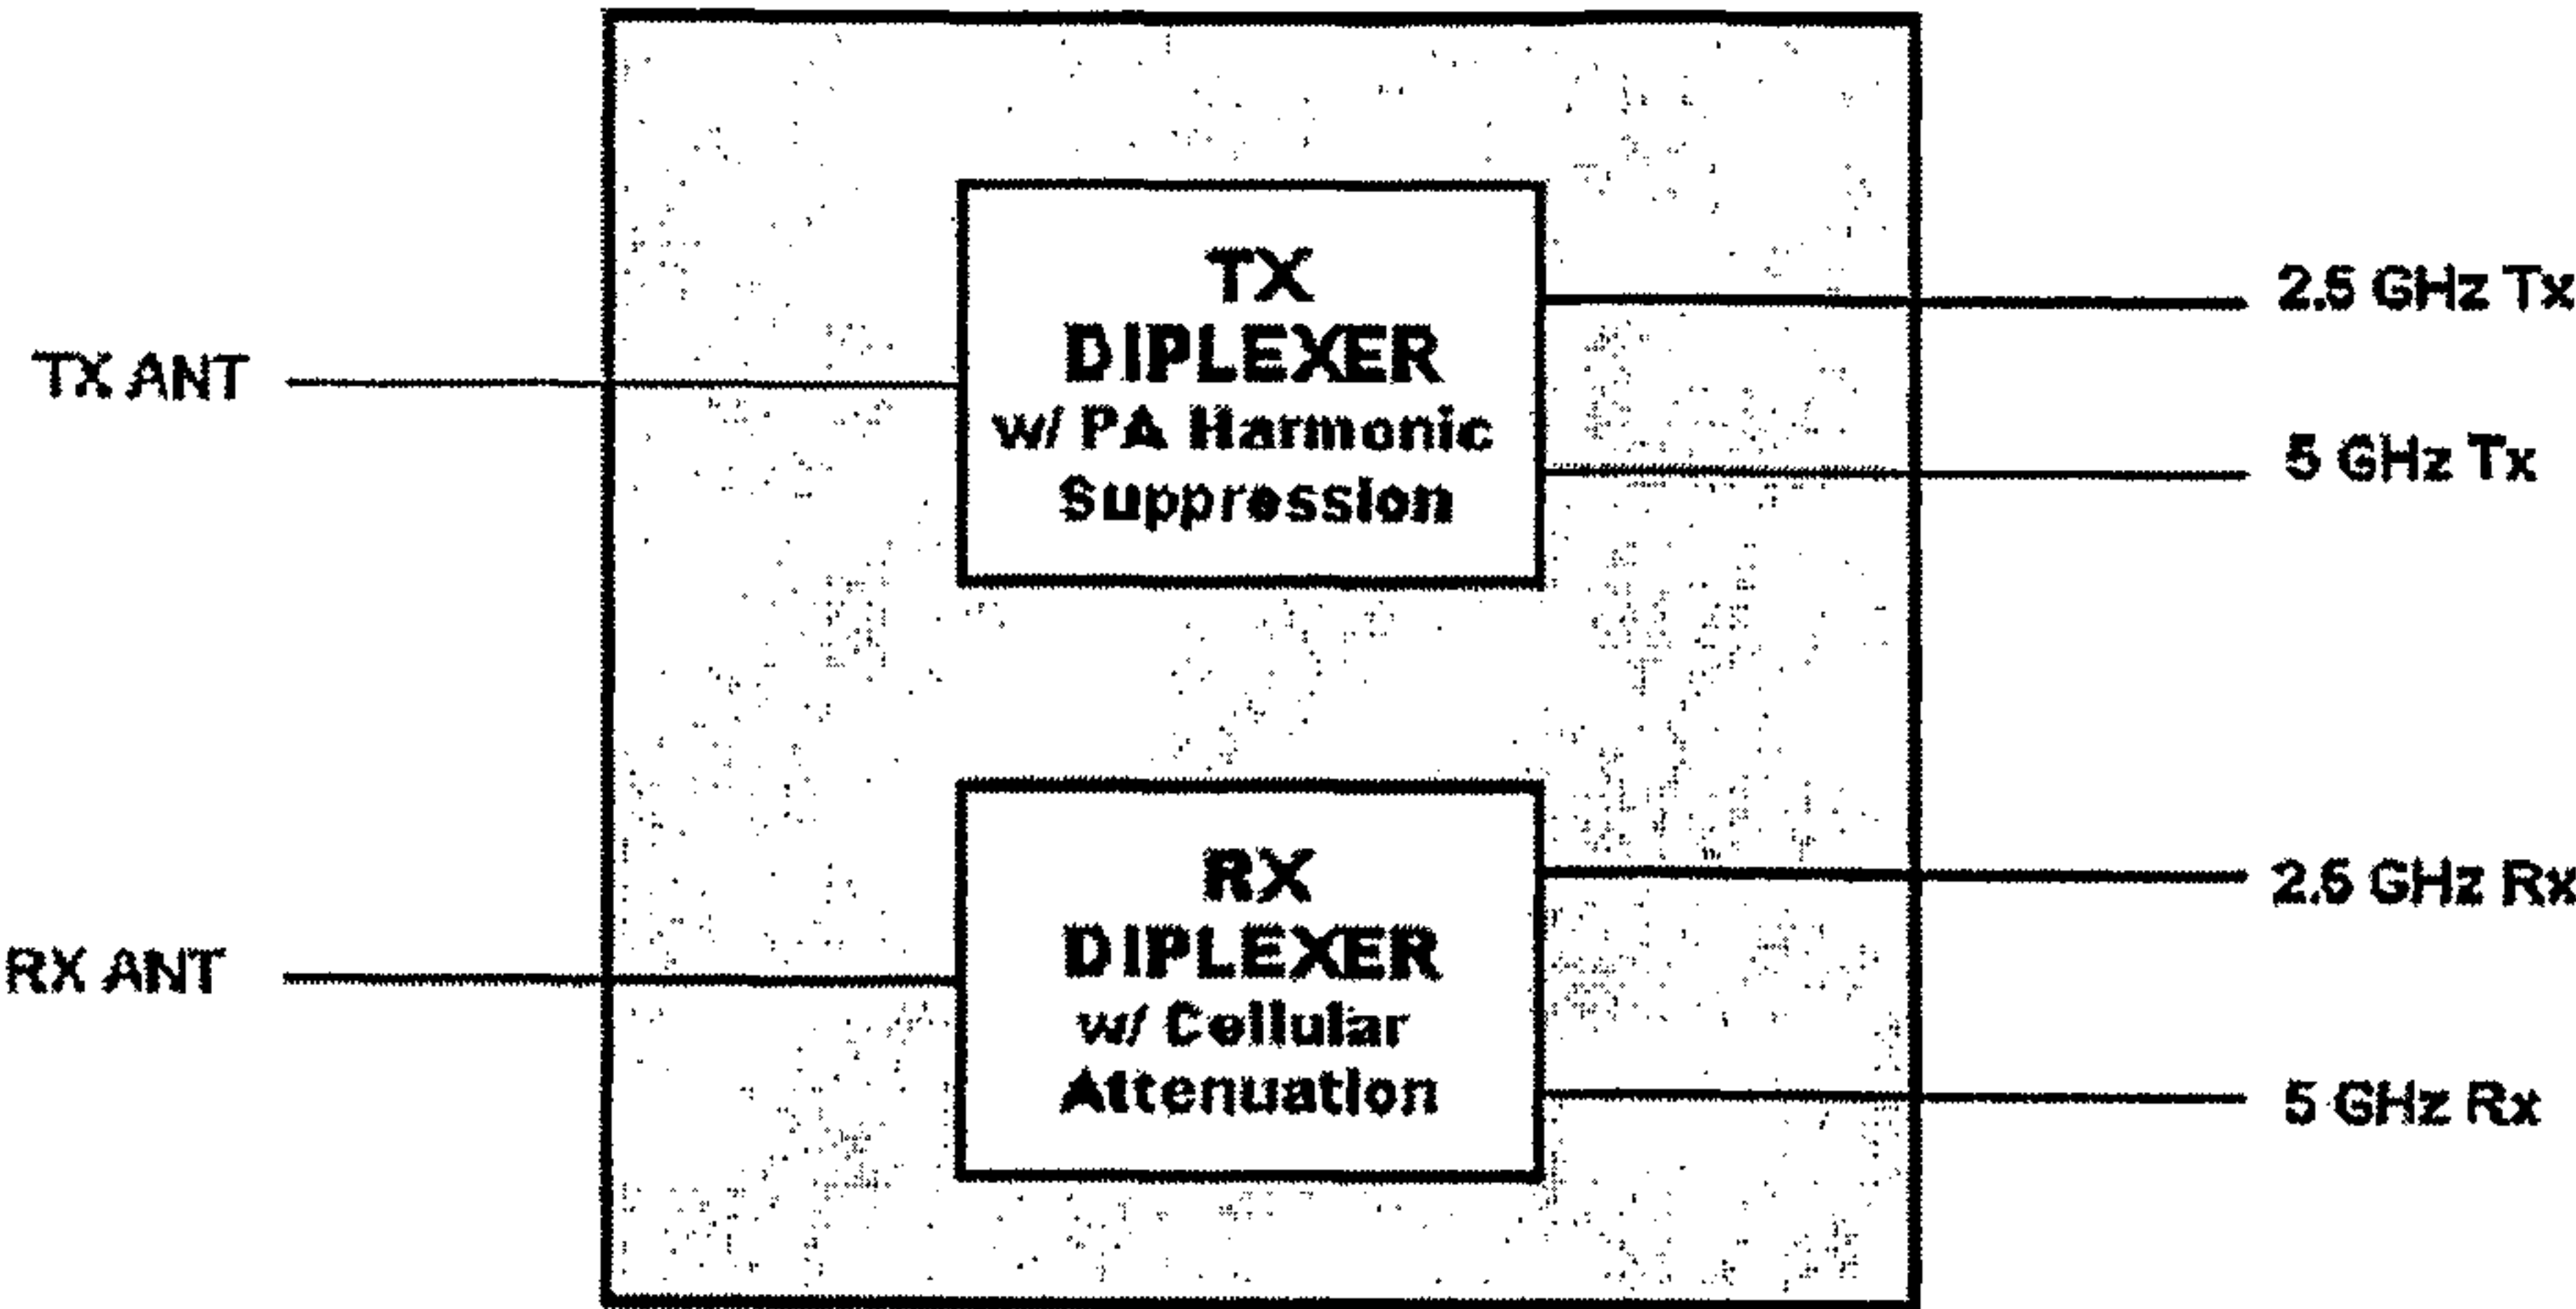 TX
DIPLEXER
w/ PA Harmonic
Suppression
TX ANT
2.5 GHz Tx
5 GHz Tx
RX
DIPLEXER
w/ Cellular
Attenuation
RX ANT
2.5 GHz Rx
5 GHz Rx